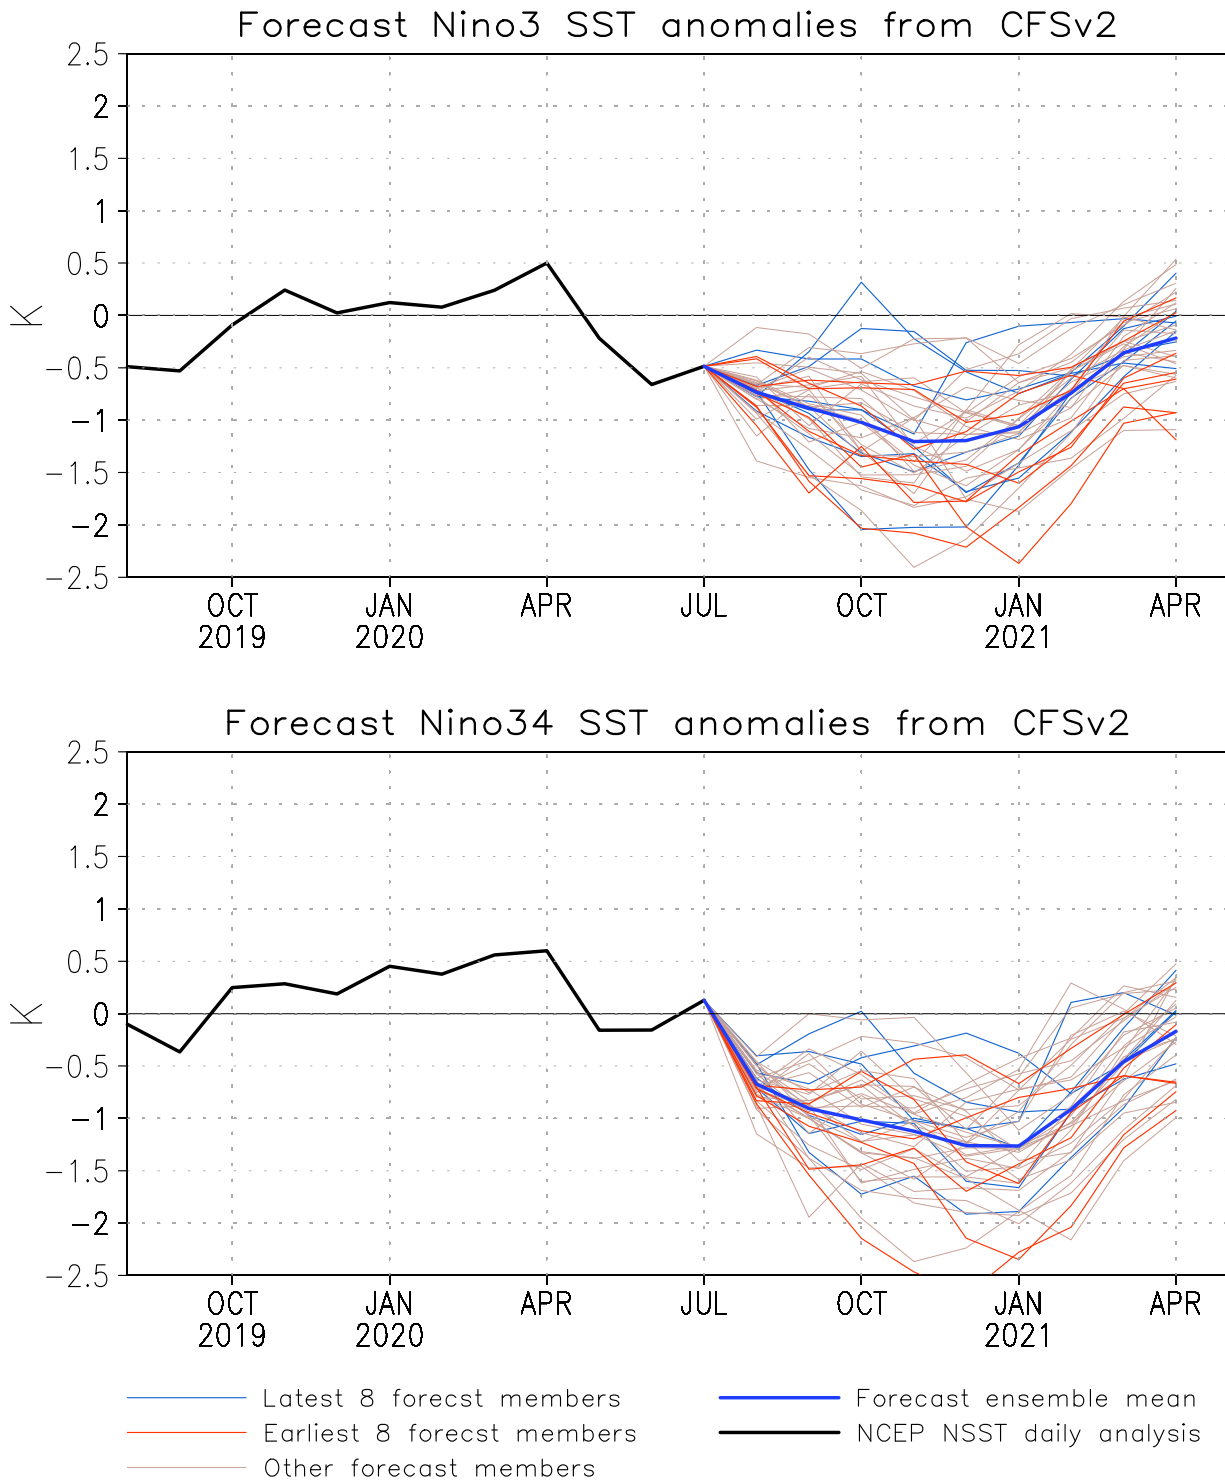 Forecast Nino3 SST anomalies from CFSv2
2.5
2
1.5
1
0.5
0
−0.5
−1
−1.5
−2
−2.5
K
OCT JAN APR JUL OCT JAN APR
2019 2020 2021
Forecast Nino34 SST anomalies from CFSv2
2.5
2
1.5
1
0.5
0
−0.5
−1
−1.5
−2
−2.5
K
OCT JAN APR JUL OCT JAN APR
2019 2020 2021
Latest 8 forecst members Forecast ensemble mean
Earliest 8 forecst members NCEP NSST daily analysis
Other forecast members